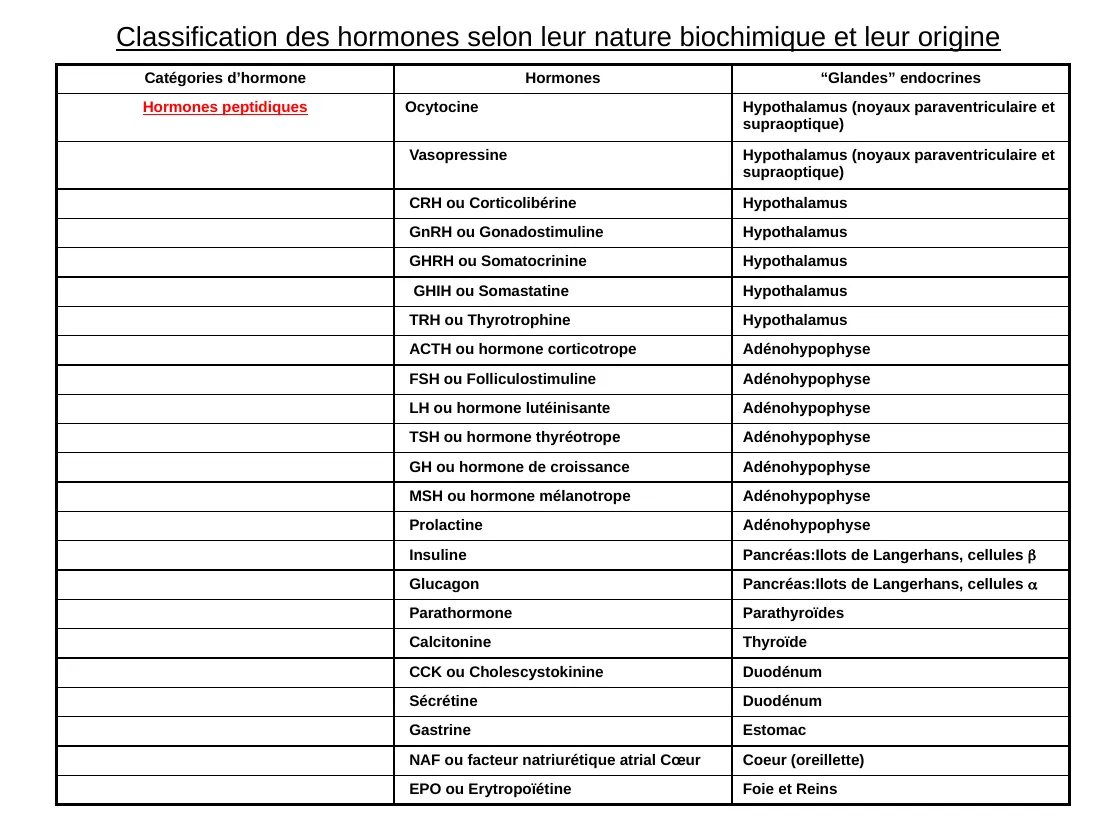 Classification des hormones selon leur nature biochimique et leur origine
Catégories d’hormone Hormones “Glandes” endocrines
Hormones peptidiques Ocytocine Hypothalamus (noyaux paraventriculaire et
supraoptique)
Vasopressine Hypothalamus (noyaux paraventriculaire et
supraoptique)
CRH ou Corticolibérine Hypothalamus
GnRH ou Gonadostimuline Hypothalamus
GHRH ou Somatocrinine Hypothalamus
GHIH ou Somastatine Hypothalamus
TRH ou Thyrotrophine Hypothalamus
ACTH ou hormone corticotrope Adénohypophyse
FSH ou Folliculostimuline Adénohypophyse
LH ou hormone lutéinisante Adénohypophyse
TSH ou hormone thyréotrope Adénohypophyse
GH ou hormone de croissance Adénohypophyse
MSH ou hormone mélanotrope Adénohypophyse
Prolactine Adénohypophyse
Insuline Pancréas:Ilots de Langerhans, cellules β
Glucagon Pancréas:Ilots de Langerhans, cellules α
Parathormone Parathyroïdes
Calcitonine Thyroïde
CCK ou Cholescystokinine Duodénum
Sécrétine Duodénum
Gastrine Estomac
NAF ou facteur natriurétique atrial Cœur Coeur (oreillette)
EPO ou Erytropoïétine Foie et Reins